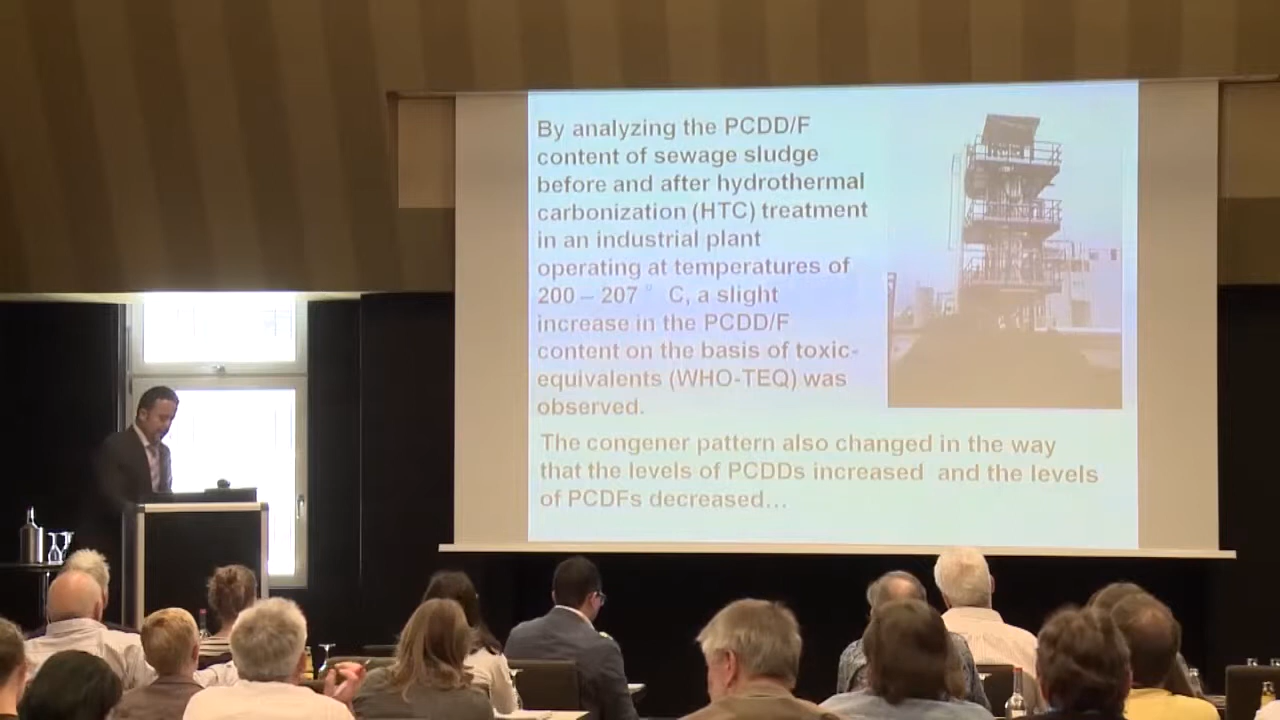 By analyzing the PCDD/F
content of sewage sludge
before and after hydrothermal
carbonization (HTC) treatment
in an industrial plant
operating at temperatures of
200 – 207 ° C, a slight
increase in the PCDD/F
content on the basis of toxic-
equivalents (WHO-TEQ) was
observed.
The congener pattern also changed in the way
that the levels of PCDDs increased and the levels
of PCDFs decreased…